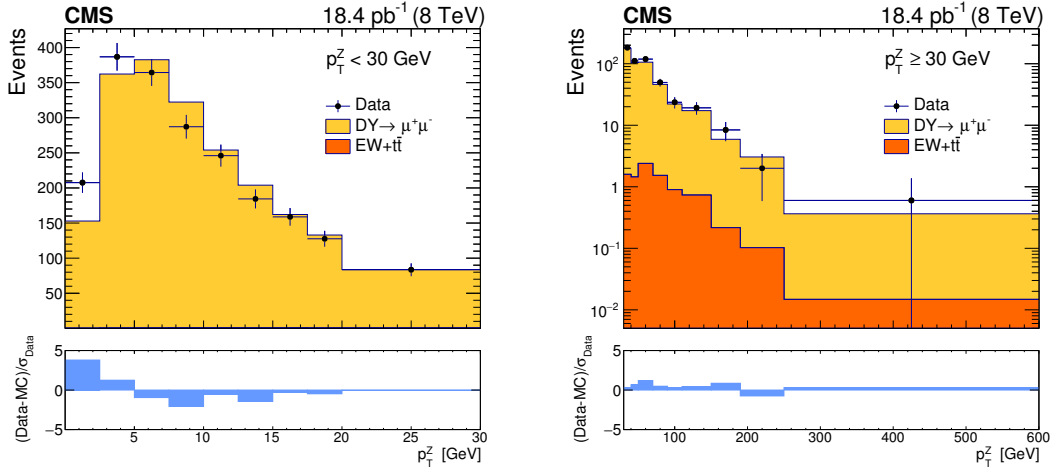 CMS 18.4 pb⁻¹ (8 TeV)
Events
400
350
300
250
200
150
100
50
0
p_T^Z < 30 GeV
Data
DY→ μ⁺μ⁻
EW+tt̄
(Data-MC)/σ_Data
5
0
−5
5 10 15 20 25 30
p_T^Z [GeV]
CMS 18.4 pb⁻¹ (8 TeV)
Events
10²
10
1
10⁻¹
10⁻²
p_T^Z ≥ 30 GeV
Data
DY→ μ⁺μ⁻
EW+tt̄
(Data-MC)/σ_Data
5
0
−5
100 200 300 400 500 600
p_T^Z [GeV]